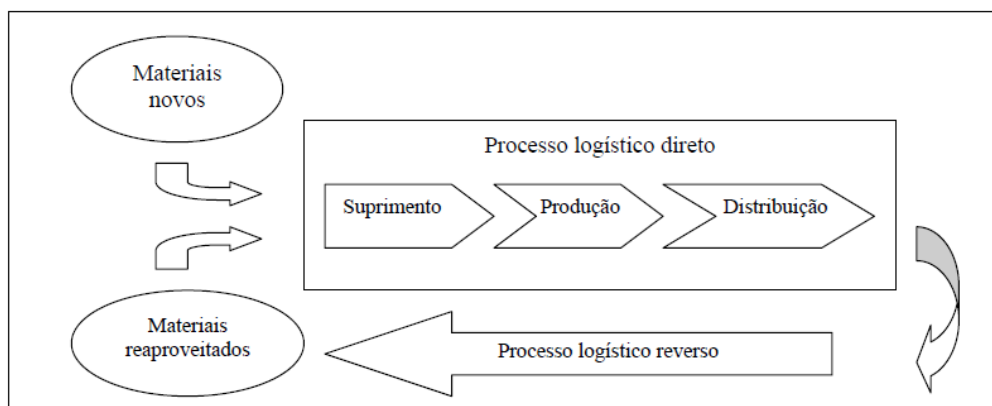 Materiais
novos
Processo logístico direto
Suprimento
Produção
Distribuição
Materiais
reaproveitados
Processo logístico reverso